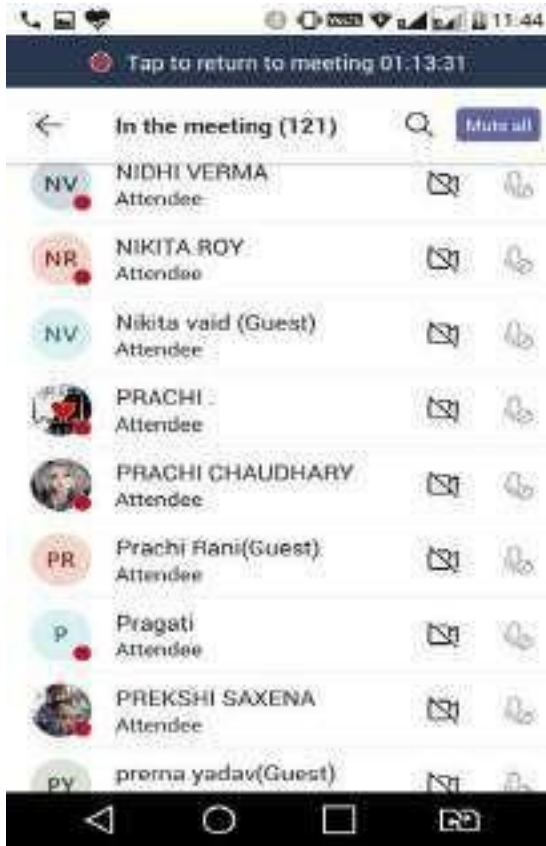 11:44
Tap to return to meeting 01:13:31
In the meeting (121)
Mute all
NV
NIDHI VERMA
Attendee
NR
NIKITA ROY
Attendee
NV
Nikita vaid (Guest)
Attendee
PRACHI .
Attendee
PRACHI CHAUDHARY
Attendee
PR
Prachi Rani(Guest)
Attendee
P
Pragati
Attendee
PREKSHI SAXENA
Attendee
PY
prerna yadav(Guest)